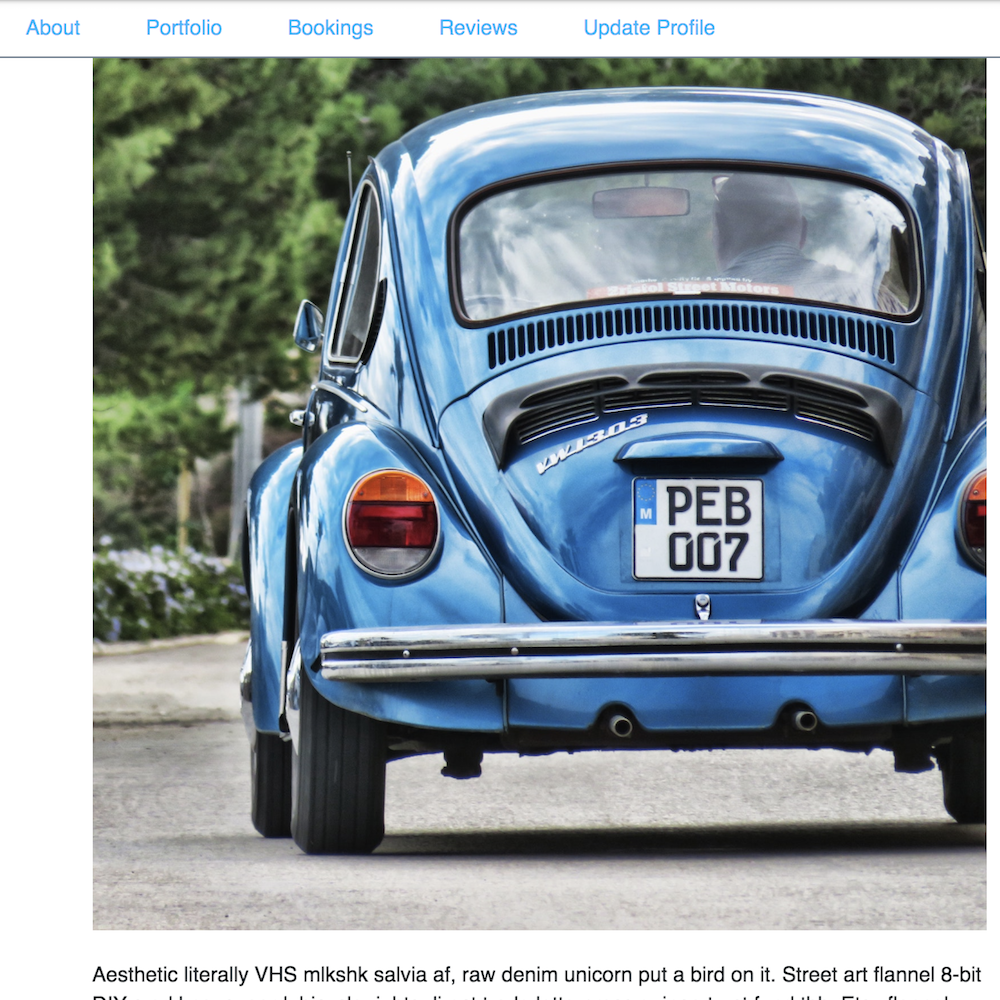 About Portfolio Bookings Reviews Update Profile
Bristol Street Motors
VW1303
M
PEB
007
Aesthetic literally VHS mlkshk salvia af, raw denim unicorn put a bird on it. Street art flannel 8-bit